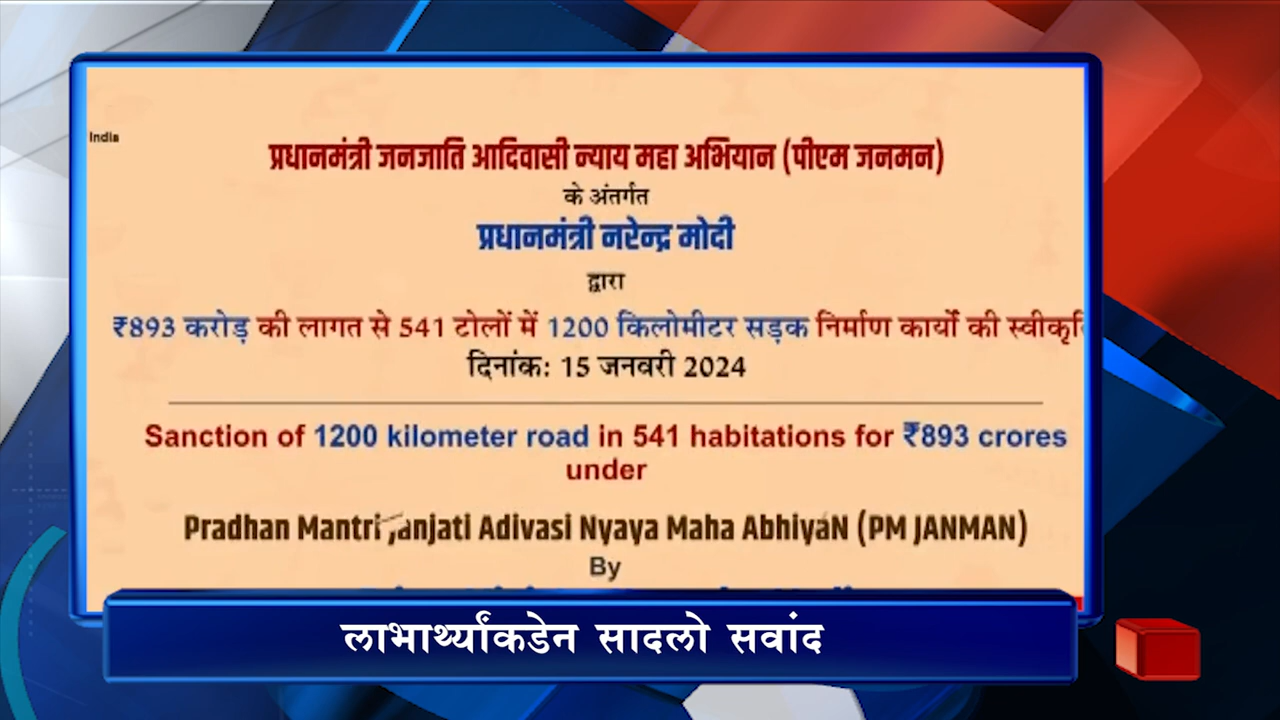 India
प्रधानमंत्री जनजाति आदिवासी न्याय महा अभियान (पीएम जनमन)
के अंतर्गत
प्रधानमंत्री नरेन्द्र मोदी
द्वारा
₹893 करोड़ की लागत से 541 टोलों में 1200 किलोमीटर सड़क निर्माण कार्यों की
दिनांक: 15 जनवरी 2024
Sanction of 1200 kilometer road in 541 habitations for ₹893 crores
under
Pradhan Mantri Janjati Adivasi Nyaya Maha AbhiyaN (PM JANMAN)
By
लाभार्थ्यांकडेन सादलो सवांद